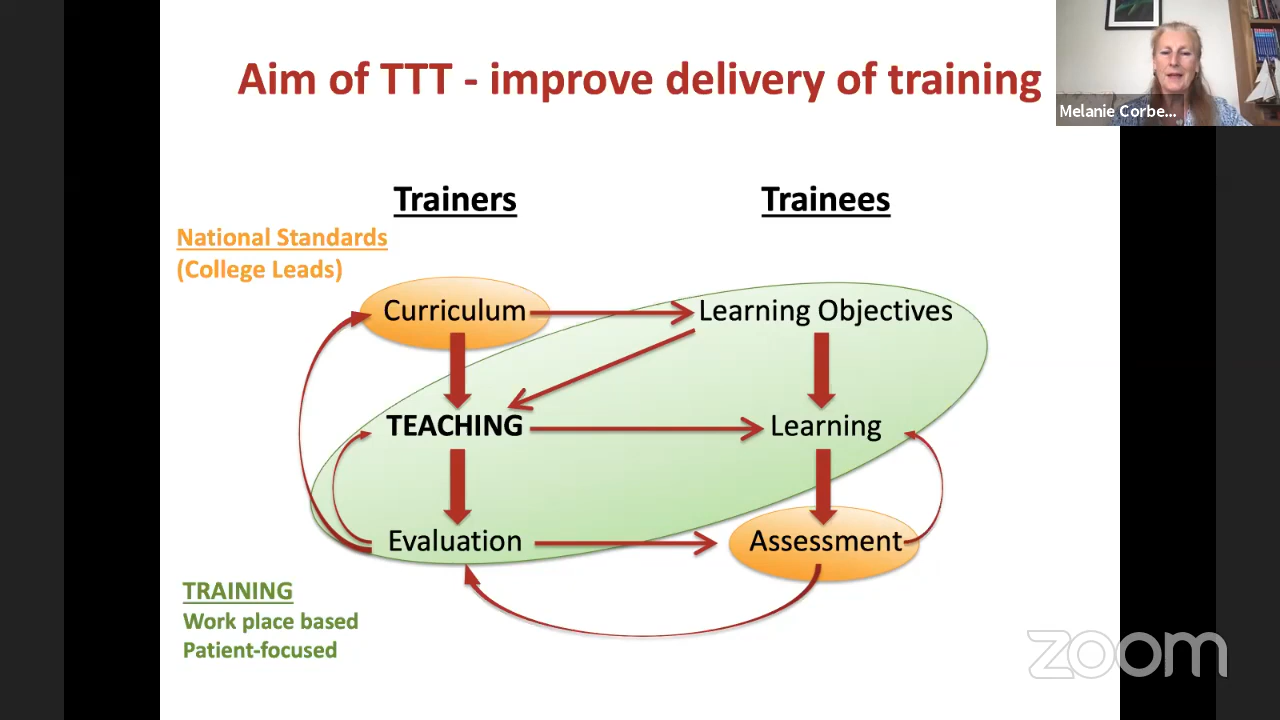 Aim of TTT - improve delivery of training
Melanie Corbe...
Trainers
Trainees
National Standards
(College Leads)
Curriculum
Learning Objectives
TEACHING
Learning
Evaluation
Assessment
TRAINING
Work place based
Patient-focused
zoom